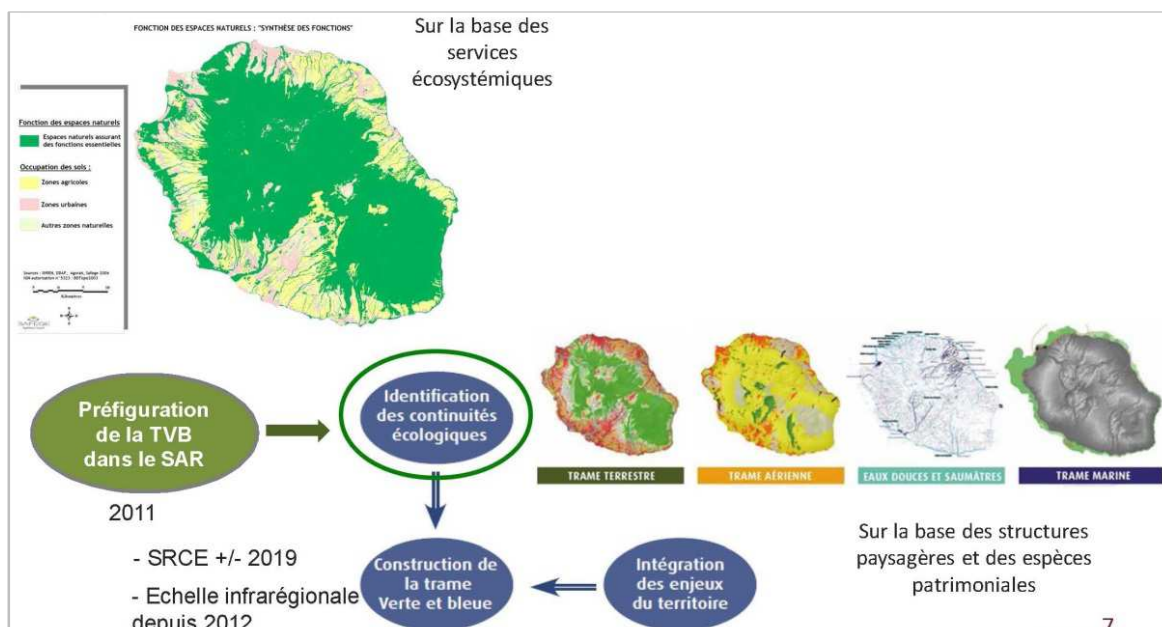 FONCTION DES ESPACES NATURELS : "SYNTHÈSE DES FONCTIONS"
Sur la base des
services
écosystémiques
Fonction des espaces naturels
Espaces naturels assurant
des fonctions essentielles
Occupation des sols :
Zones agricoles
Zones urbaines
Autres zones naturelles
Kilomètres
Préfiguration
de la TVB
dans le SAR
2011
Identification
des continuités
écologiques
TRAME TERRESTRE
TRAME AÉRIENNE
EAUX DOUCES ET SAUMÂTRES
TRAME MARINE
- SRCE +/- 2019
- Echelle infrarégionale
depuis 2012
Construction de
la trame
Verte et bleue
Intégration
des enjeux
du territoire
Sur la base des structures
paysagères et des espèces
patrimoniales
7